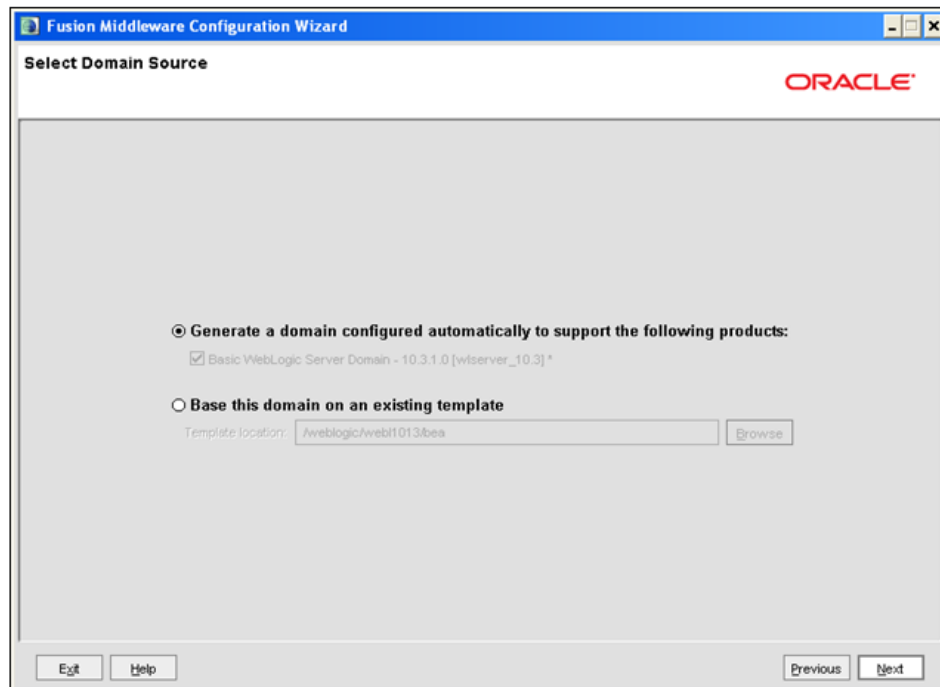 Fusion Middleware Configuration Wizard
Select Domain Source
ORACLE
Generate a domain configured automatically to support the following products:
Basic WebLogic Server Domain - 10.3.1.0 [wlserver_10.3] *
Base this domain on an existing template
Template location: /weblogic/webl1013/bea Browse
Exit Help Previous Next